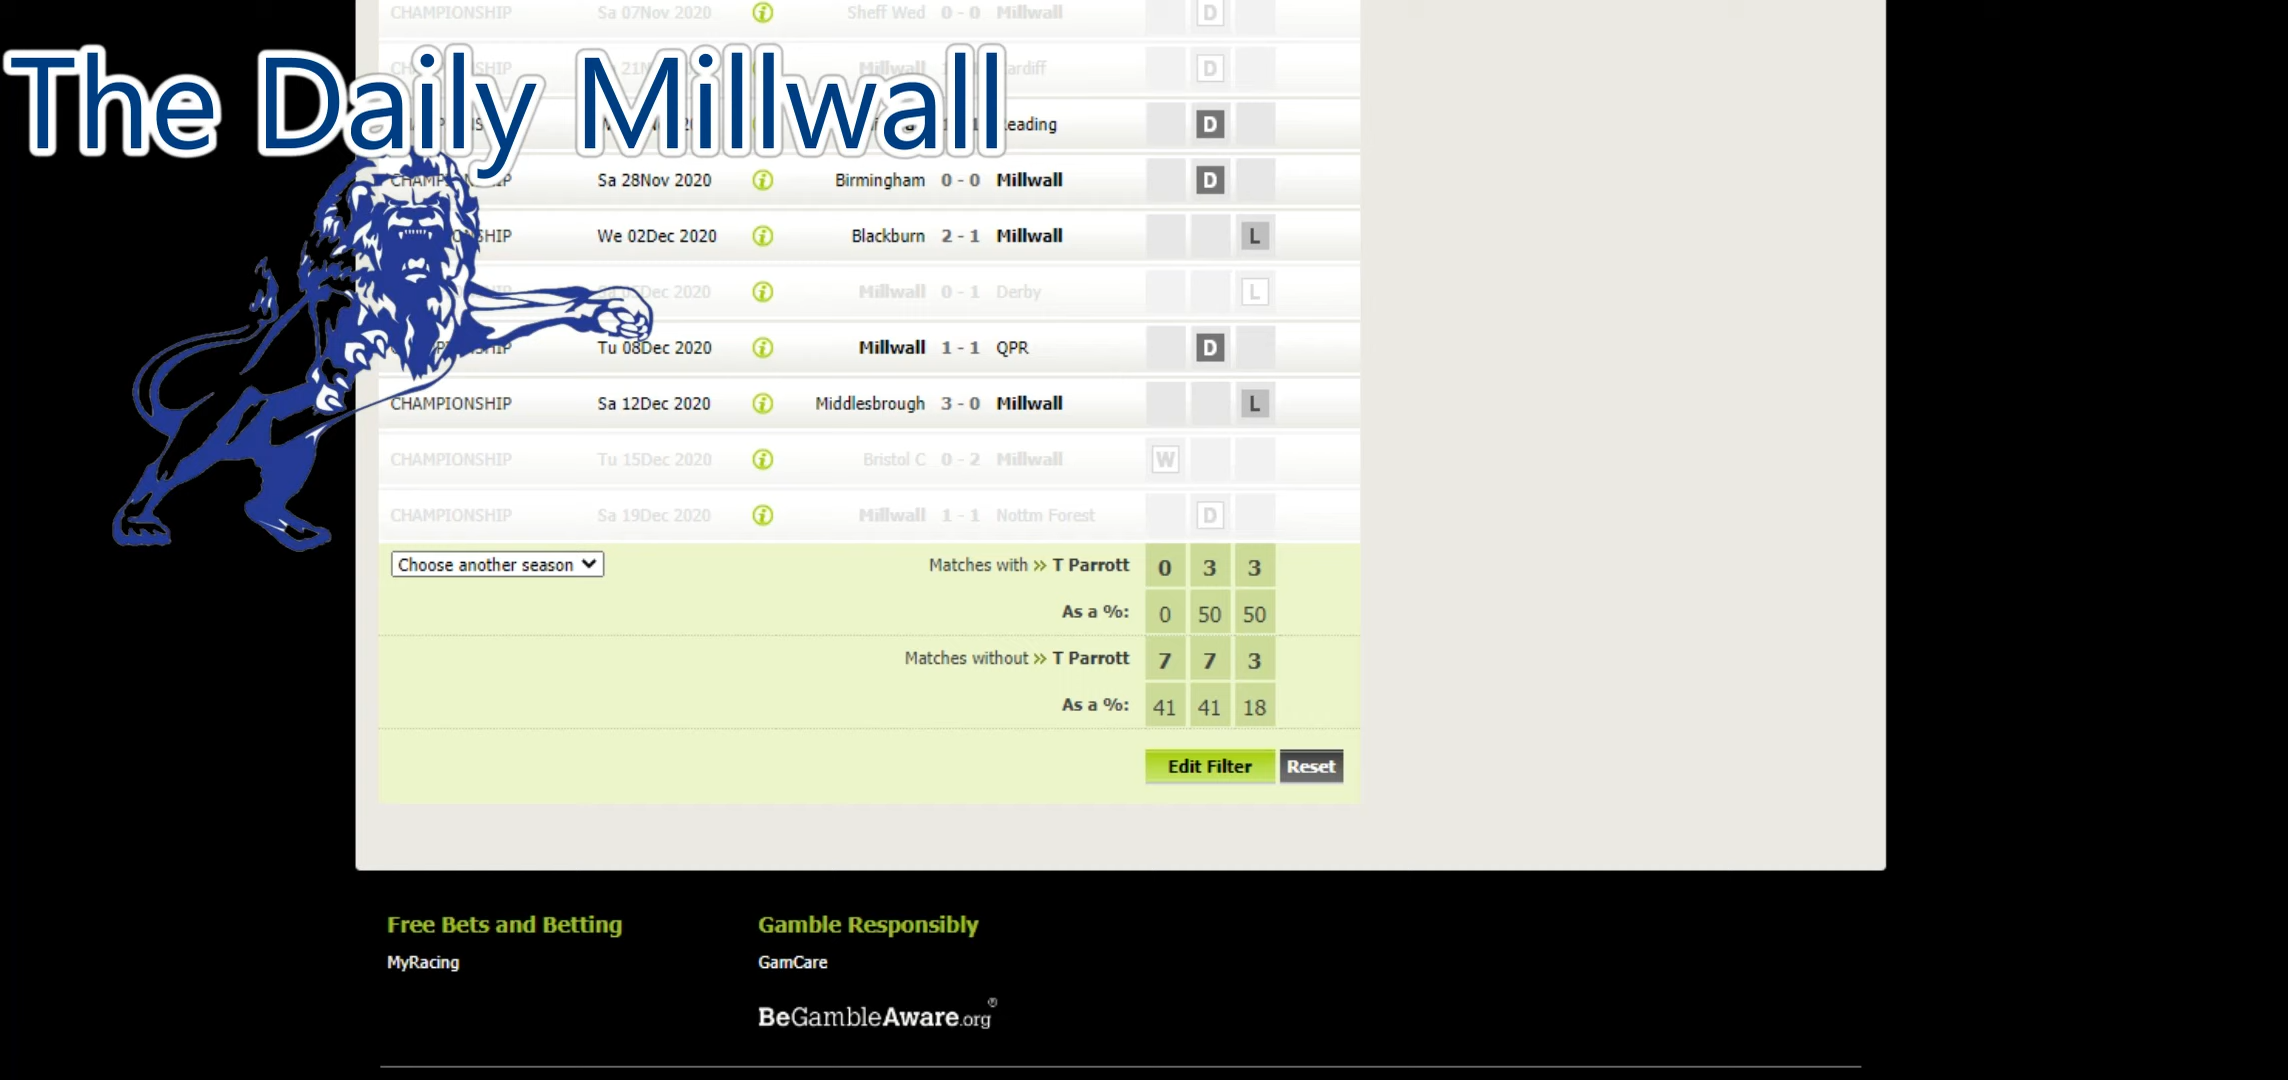 CHAMPIONSHIP Sa 07Nov 2020 Sheff Wed 0 - 0 Millwall D
Millwall D
The Daily Millwall
D
CHAMPIONSHIP Sa 28Nov 2020 Birmingham 0 - 0 Millwall D
We 02Dec 2020 Blackburn 2 - 1 Millwall L
Dec 2020 Millwall 0 - 1 Derby L
Tu 08Dec 2020 Millwall 1 - 1 QPR D
CHAMPIONSHIP Sa 12Dec 2020 Middlesbrough 3 - 0 Millwall L
CHAMPIONSHIP Tu 15Dec 2020 Bristol C 0 - 2 Millwall W
CHAMPIONSHIP Sa 19Dec 2020 Millwall 1 - 1 Nottm Forest D
Choose another season Matches with » T Parrott 0 3 3
As a %: 0 50 50
Matches without » T Parrott 7 7 3
As a %: 41 41 18
Edit Filter Reset
Free Bets and Betting Gamble Responsibly
MyRacing GamCare
BeGambleAware.org®